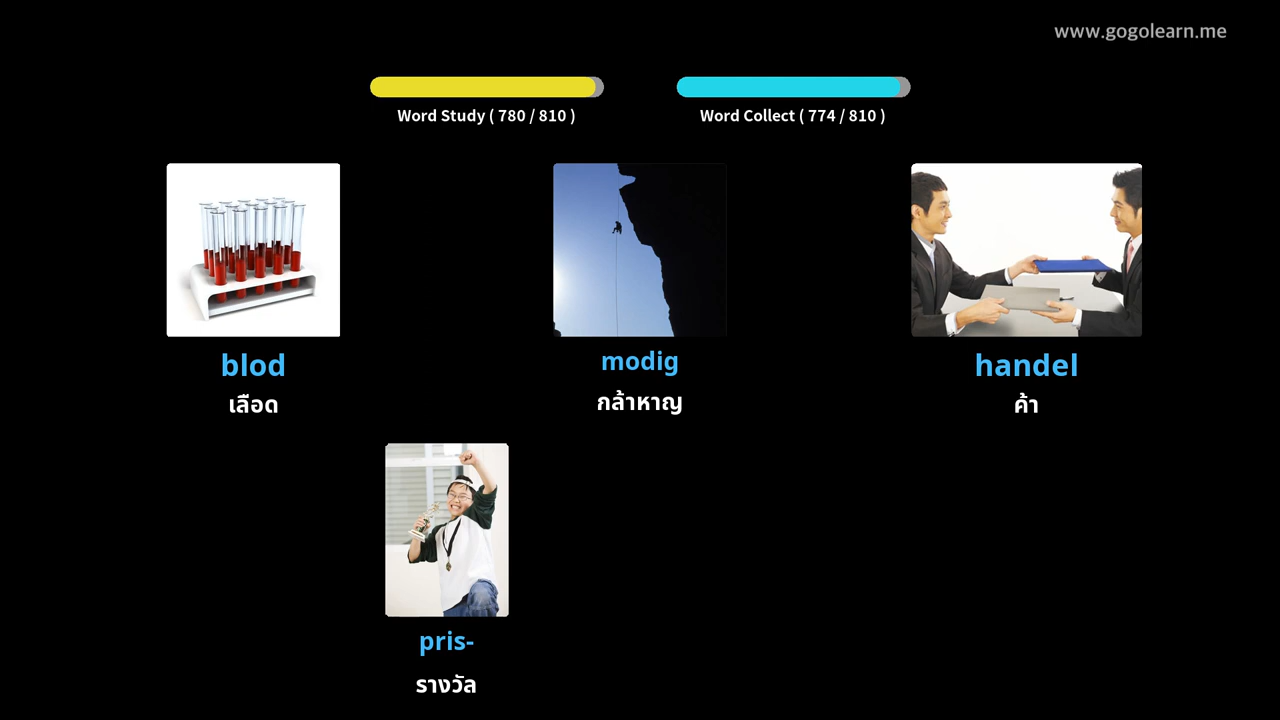 www.gogolearn.me
Word Study ( 780 / 810 )
Word Collect ( 774 / 810 )
blod
modig
handel
เลือด
กล้าหาญ
ค้า
pris-
รางวัล